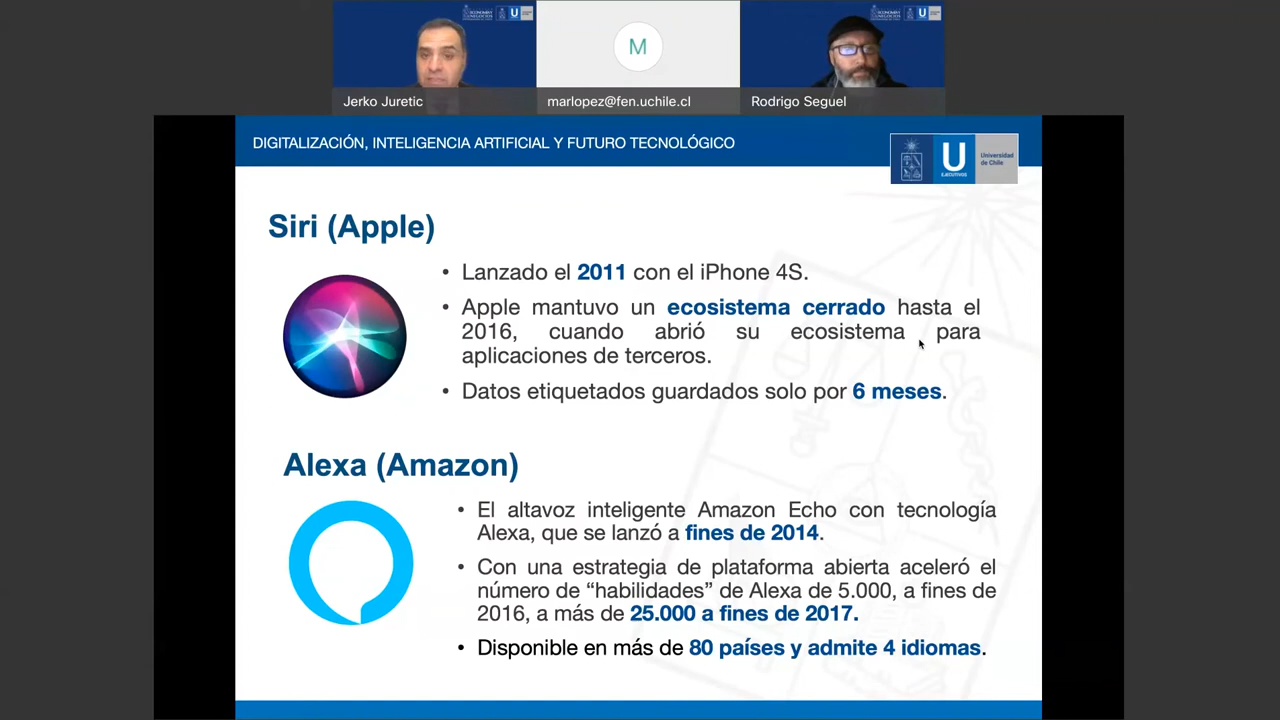 M
Jerko Juretic
marlopez@fen.uchile.cl
Rodrigo Seguel
DIGITALIZACIÓN, INTELIGENCIA ARTIFICIAL Y FUTURO TECNOLÓGICO
U
Universidad
de Chile
Siri (Apple)
• Lanzado el 2011 con el iPhone 4S.
• Apple mantuvo un ecosistema cerrado hasta el
2016, cuando abrió su ecosistema para
aplicaciones de terceros.
• Datos etiquetados guardados solo por 6 meses.
Alexa (Amazon)
• El altavoz inteligente Amazon Echo con tecnología
Alexa, que se lanzó a fines de 2014.
• Con una estrategia de plataforma abierta aceleró el
número de “habilidades” de Alexa de 5.000, a fines de
2016, a más de 25.000 a fines de 2017.
• Disponible en más de 80 países y admite 4 idiomas.